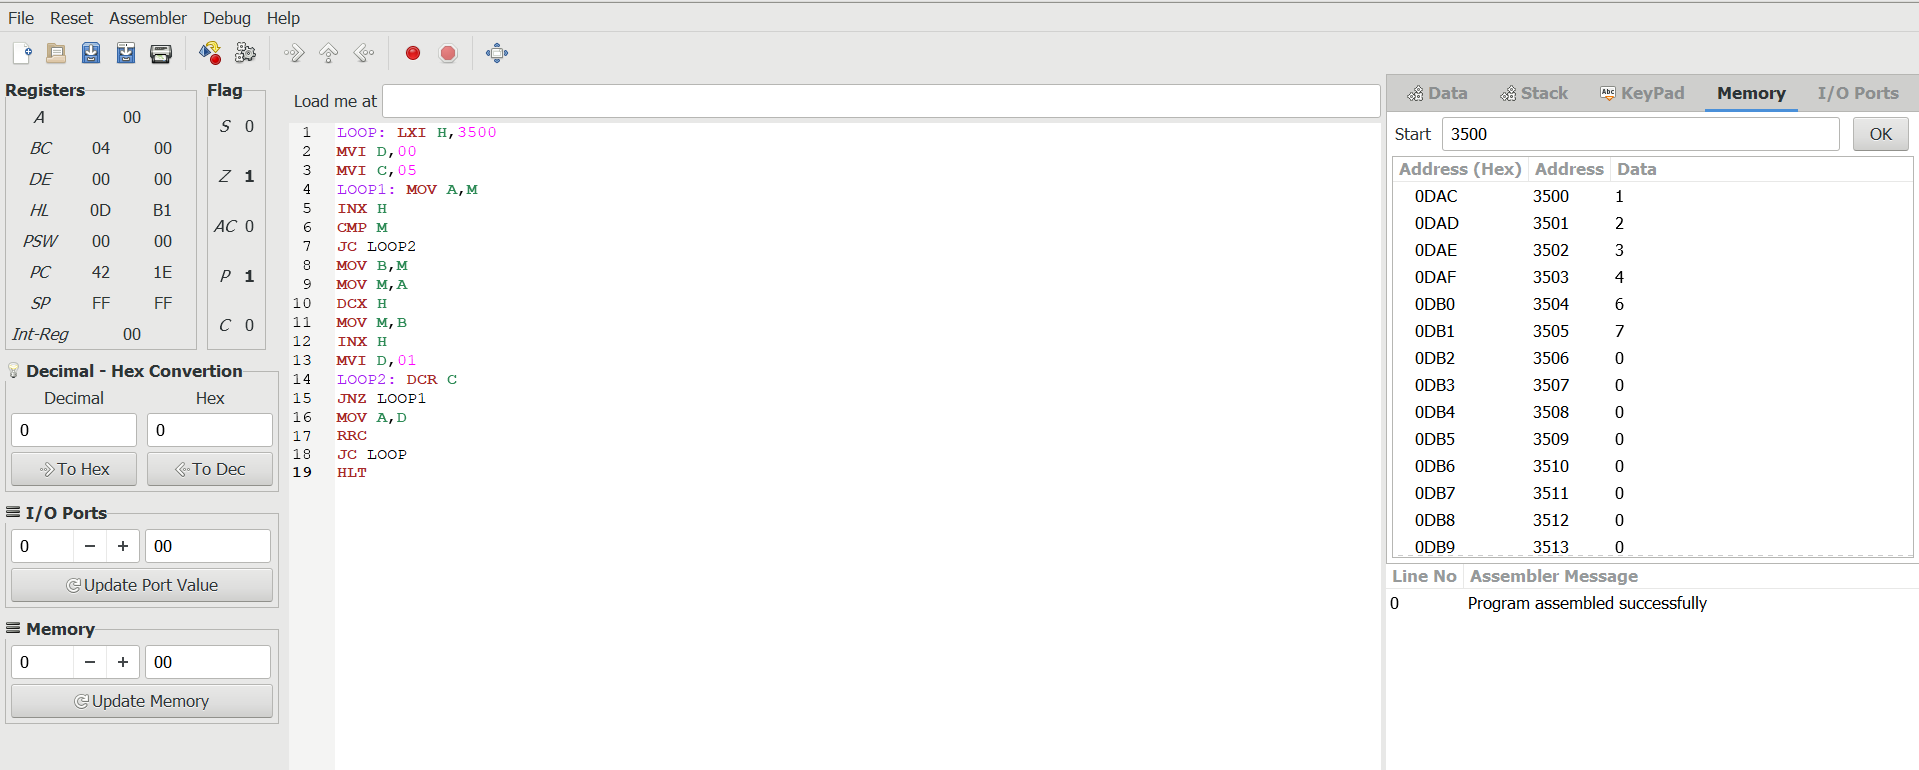 File Reset Assembler Debug Help
Registers
A 00
BC 04 00
DE 00 00
HL 0D B1
PSW 00 00
PC 42 1E
SP FF FF
Int-Reg 00
Flag
S 0
Z 1
AC 0
P 1
C 0
Decimal - Hex Convertion
Decimal Hex
0 0
To Hex To Dec
I/O Ports
0 − + 00
Update Port Value
Memory
0 − + 00
Update Memory
Load me at
1 LOOP: LXI H,3500
2 MVI D,00
3 MVI C,05
4 LOOP1: MOV A,M
5 INX H
6 CMP M
7 JC LOOP2
8 MOV B,M
9 MOV M,A
10 DCX H
11 MOV M,B
12 INX H
13 MVI D,01
14 LOOP2: DCR C
15 JNZ LOOP1
16 MOV A,D
17 RRC
18 JC LOOP
19 HLT
Data Stack Abc KeyPad Memory I/O Ports
Start 3500 OK
Address (Hex) Address Data
0DAC 3500 1
0DAD 3501 2
0DAE 3502 3
0DAF 3503 4
0DB0 3504 6
0DB1 3505 7
0DB2 3506 0
0DB3 3507 0
0DB4 3508 0
0DB5 3509 0
0DB6 3510 0
0DB7 3511 0
0DB8 3512 0
0DB9 3513 0
Line No Assembler Message
0 Program assembled successfully